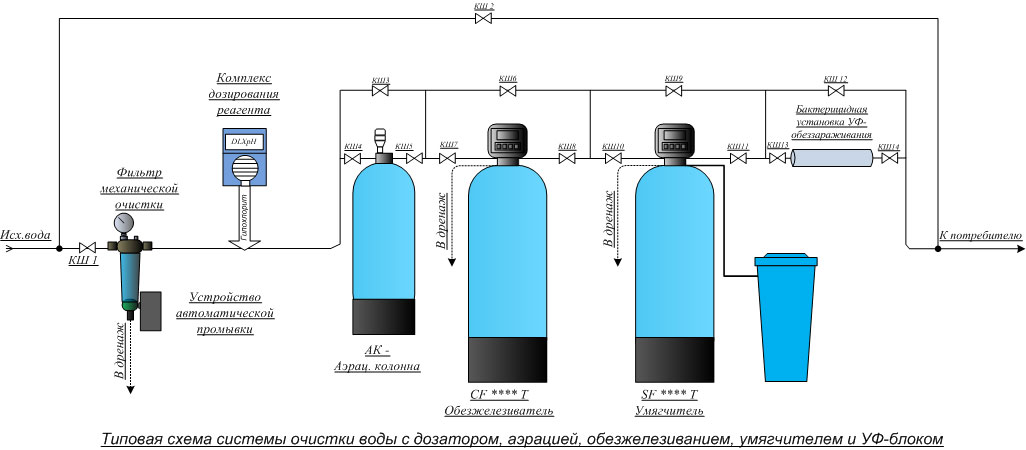 КШ 2
Комплекс
дозирования
реагента
DLXpH
Гипохлорит
КШ3
КШ6
КШ9
КШ 12
Бактерицидная
установка УФ-
обеззараживания
КШ4
КШ5
КШ7
КШ8
КШ10
КШ11
КШ13
КШ14
Фильтр
механической
очистки
Исх.вода
КШ 1
В дренаж
В дренаж
К потребителю
Устройство
автоматической
промывки
В дренаж
АК -
Аэрац. колонна
CF **** T
Обезжелезиватель
SF **** T
Умягчитель
Типовая схема системы очистки воды с дозатором, аэрацией, обезжелезиванием, умягчителем и УФ-блоком